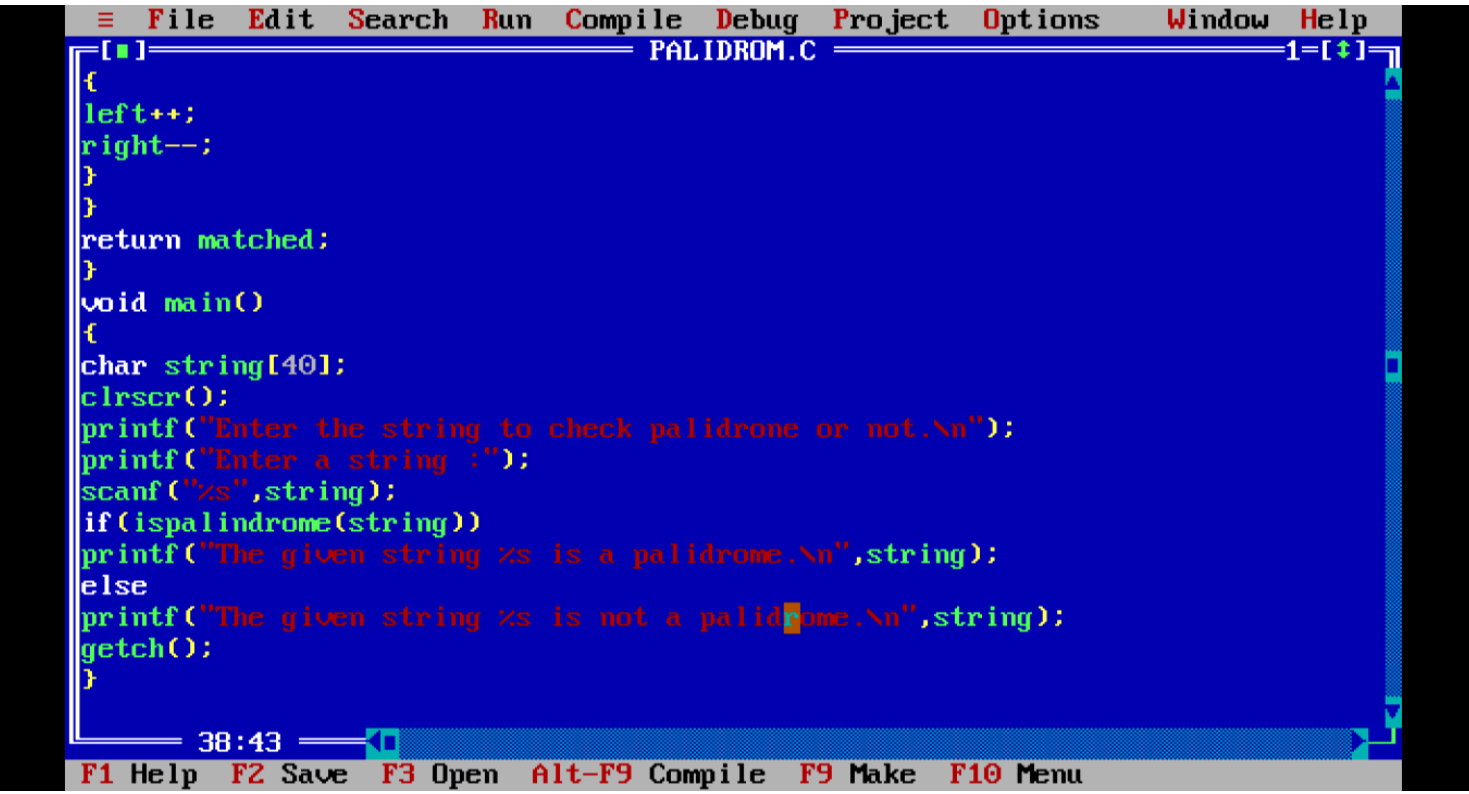 ≡ File Edit Search Run Compile Debug Project Options Window Help
[■] PALIDROM.C 1=[↕]
{
left++;
right--;
}
}
return matched;
}
void main()
{
char string[40];
clrscr();
printf("Enter the string to check palidrone or not.\n");
printf("Enter a string :");
scanf("%s",string);
if(ispalindrome(string))
printf("The given string %s is a palidrome.\n",string);
else
printf("The given string %s is not a palidrome.\n",string);
getch();
}
38:43
F1 Help F2 Save F3 Open Alt-F9 Compile F9 Make F10 Menu